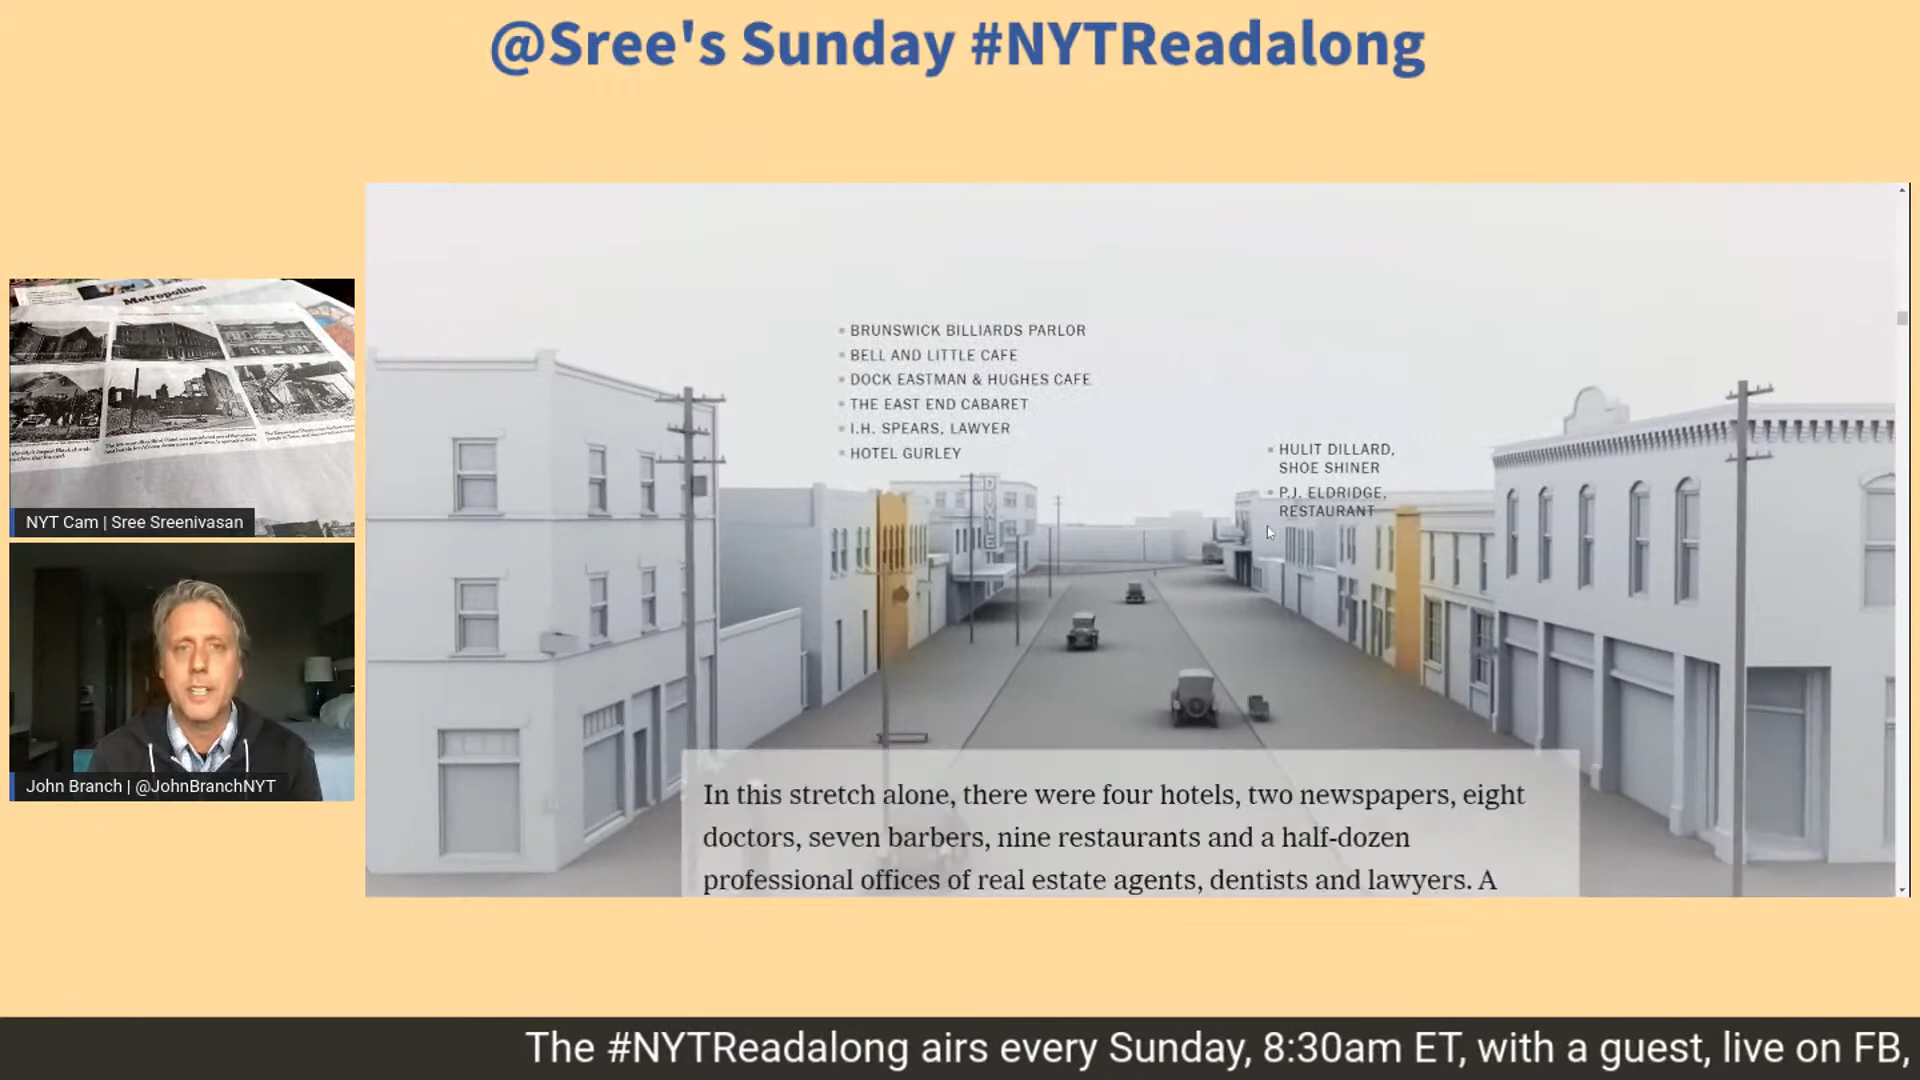 @Sree's Sunday #NYTReadalong
Metropolitan
NYT Cam | Sree Sreenivasan
John Branch | @JohnBranchNYT
BRUNSWICK BILLIARDS PARLOR
BELL AND LITTLE CAFE
DOCK EASTMAN & HUGHES CAFE
THE EAST END CABARET
I.H. SPEARS, LAWYER
HOTEL GURLEY
HULIT DILLARD,
SHOE SHINER
P.J. ELDRIDGE,
RESTAURANT
DIXIE
In this stretch alone, there were four hotels, two newspapers, eight
doctors, seven barbers, nine restaurants and a half-dozen
professional offices of real estate agents, dentists and lawyers. A
The #NYTReadalong airs every Sunday, 8:30am ET, with a guest, live on FB,